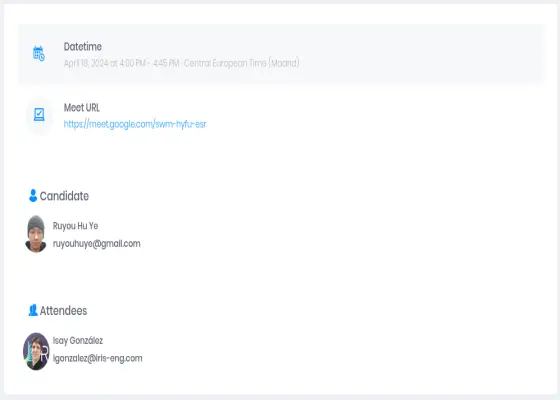 Datetime
April 18, 2024 at 4:00 PM - 4:45 PM · Central European Time (Madrid)
Meet URL
https://meet.google.com/swm-hyfu-esr
Candidate
Ruyou Hu Ye
ruyouhuye@gmail.com
Attendees
Isay González
igonzalez@iris-eng.com